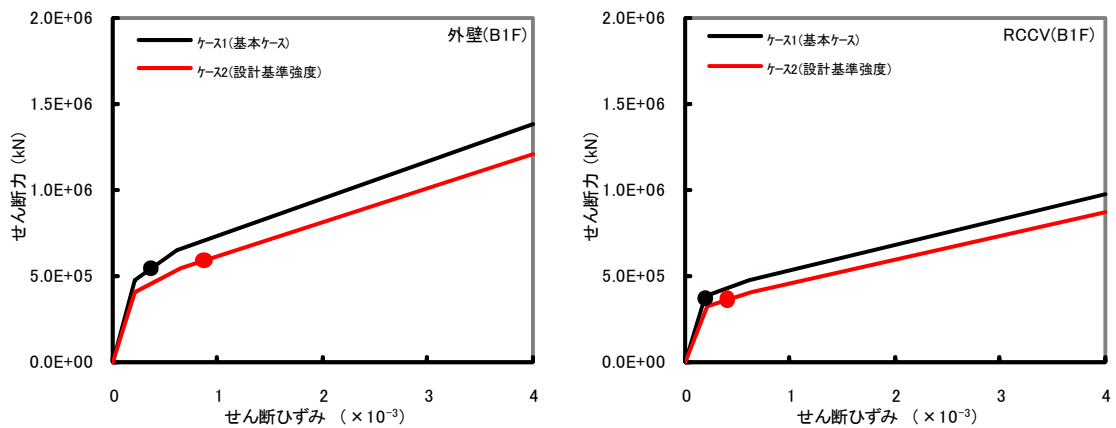 2.0E+06
1.5E+06
1.0E+06
5.0E+05
0.0E+00
せん断力 (kN)
外壁(B1F)
ｹｰｽ1(基本ケース)
ｹｰｽ2(設計基準強度)
0 1 2 3 4
せん断ひずみ (×10⁻³)
2.0E+06
1.5E+06
1.0E+06
5.0E+05
0.0E+00
せん断力 (kN)
RCCV(B1F)
ｹｰｽ1(基本ケース)
ｹｰｽ2(設計基準強度)
0 1 2 3 4
せん断ひずみ (×10⁻³)